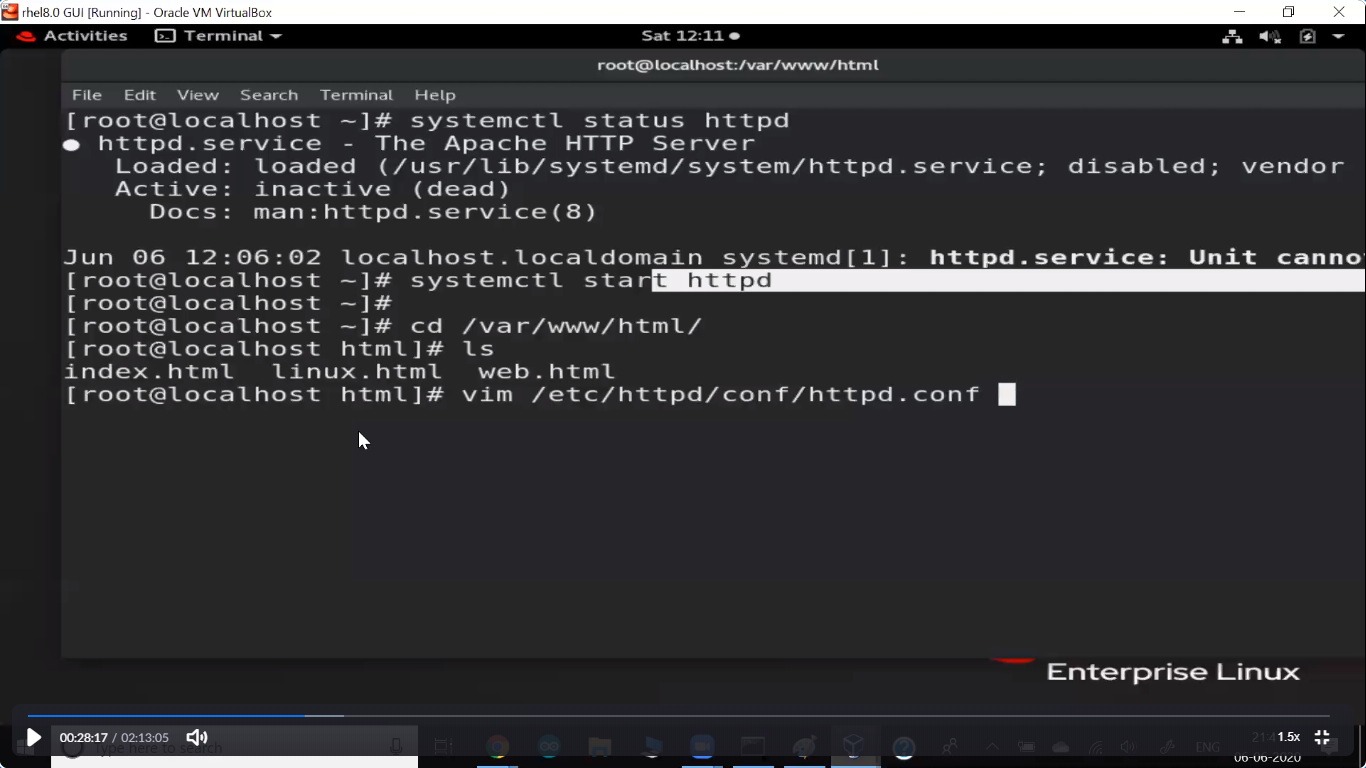 rhel8.0 GUI [Running] - Oracle VM VirtualBox
Activities Terminal Sat 12:11
root@localhost:/var/www/html
File Edit View Search Terminal Help
[root@localhost ~]# systemctl status httpd
● httpd.service - The Apache HTTP Server
Loaded: loaded (/usr/lib/systemd/system/httpd.service; disabled; vendor
Active: inactive (dead)
Docs: man:httpd.service(8)
Jun 06 12:06:02 localhost.localdomain systemd[1]: httpd.service: Unit canno
[root@localhost ~]# systemctl start httpd
[root@localhost ~]#
[root@localhost ~]# cd /var/www/html/
[root@localhost html]# ls
index.html linux.html web.html
[root@localhost html]# vim /etc/httpd/conf/httpd.conf
Enterprise Linux
00:28:17 / 02:13:05
Type here to search
ENG
1.5x
06-06-2020